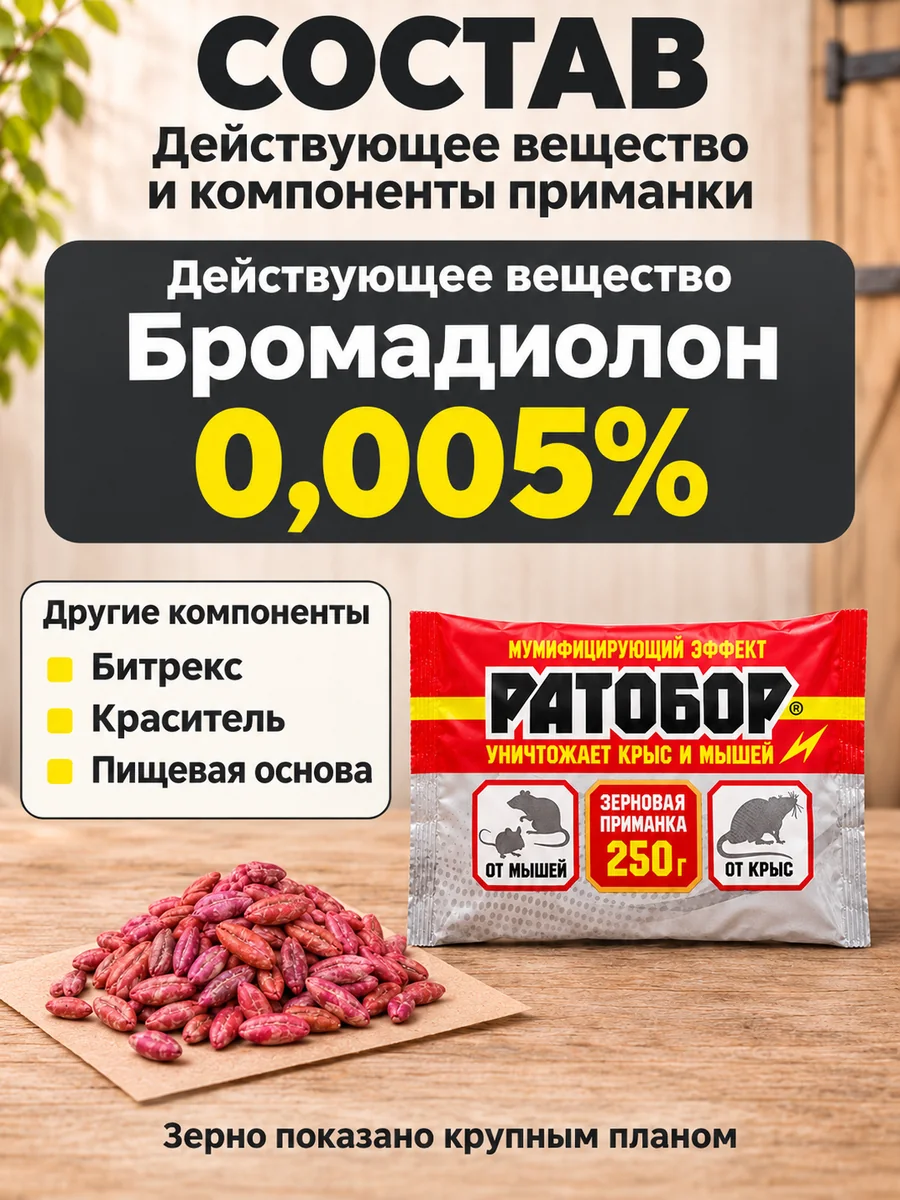 СОСТАВ
Действующее вещество
и компоненты приманки
Действующее вещество
Бромадиолон
0,005%
Другие компоненты
Битрекс
Краситель
Пищевая основа
МУМИФИЦИРУЮЩИЙ ЭФФЕКТ
РАТОБОР®
УНИЧТОЖАЕТ КРЫС И МЫШЕЙ
ОТ МЫШЕЙ
ЗЕРНОВАЯ
ПРИМАНКА
250г
ОТ КРЫС
Зерно показано крупным планом